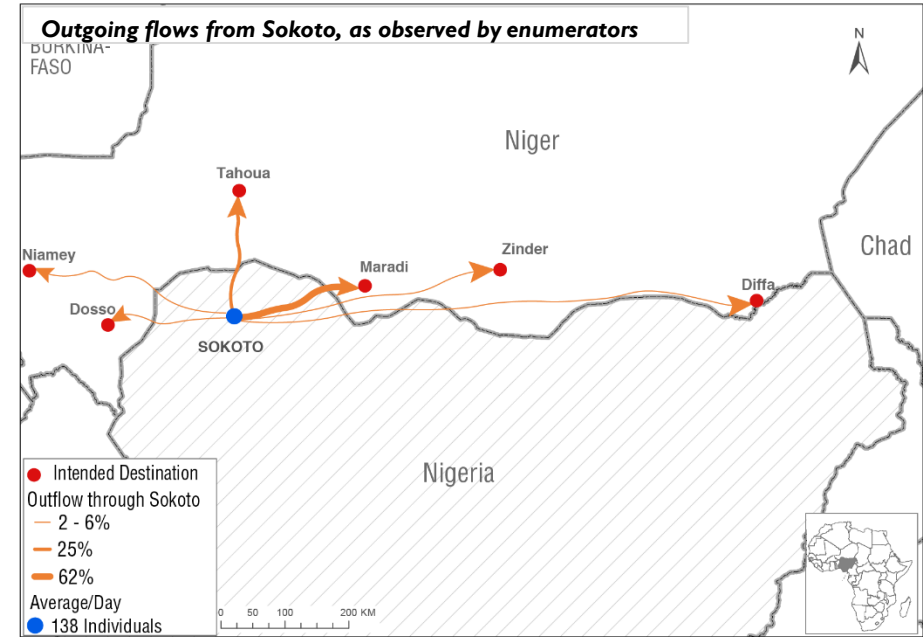 Outgoing flows from Sokoto, as observed by enumerators
BURKINA-
FASO
N
Niger
Tahoua
Chad
Niamey
Zinder
Maradi
Diffa
Dosso
SOKOTO
Nigeria
Intended Destination
Outflow through Sokoto
2 - 6%
25%
62%
Average/Day
138 Individuals
0 50 100 200 KM